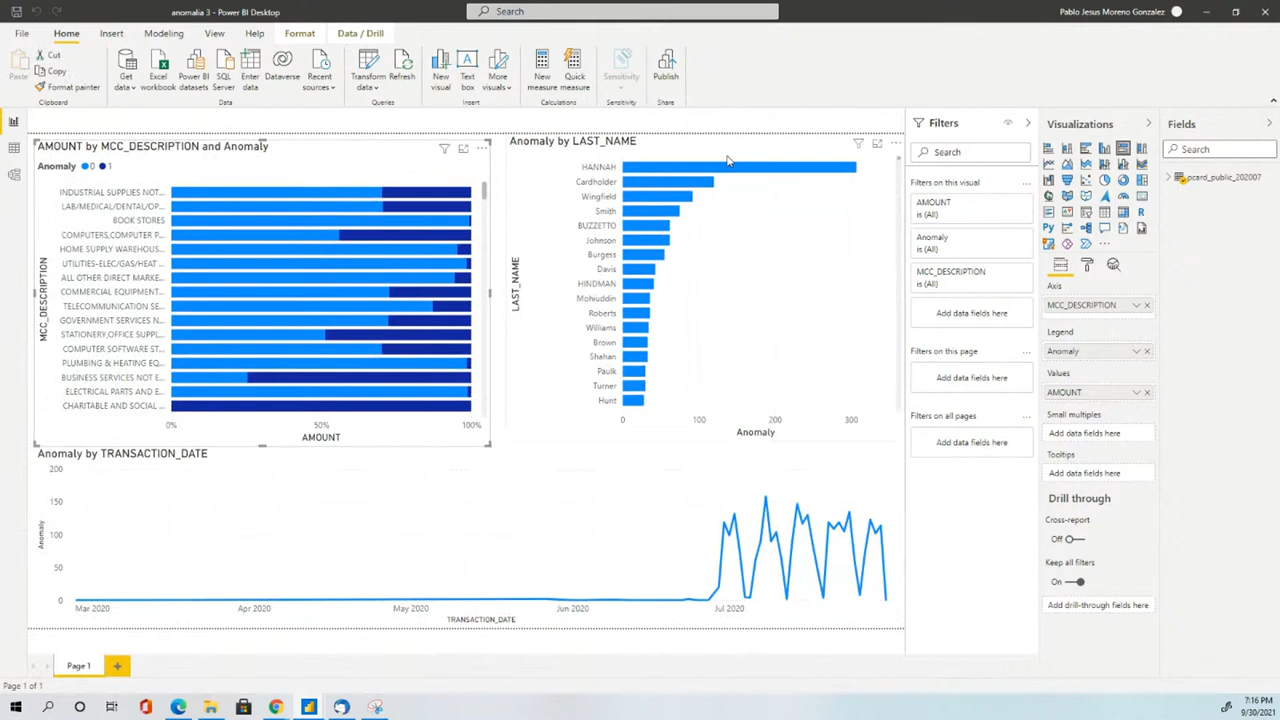 anomalia 3 - Power BI Desktop
Search
Pablo Jesus Moreno Gonzalez
File Home Insert Modeling View Help Format Data / Drill
Paste
Cut
Copy
Format painter
Clipboard
Get data
Excel workbook
Power BI datasets
SQL Server
Enter data
Dataverse
Recent sources
Data
Transform data
Refresh
Queries
New visual
Text box
More visuals
Insert
New measure
Quick measure
Calculations
Sensitivity
Sensitivity
Publish
Share
AMOUNT by MCC_DESCRIPTION and Anomaly
Anomaly 0 1
MCC_DESCRIPTION
INDUSTRIAL SUPPLIES NOT...
LAB/MEDICAL/DENTAL/OP...
BOOK STORES
COMPUTERS,COMPUTER P...
HOME SUPPLY WAREHOUS...
UTILITIES-ELEC/GAS/HEAT ...
ALL OTHER DIRECT MARKE...
COMMERCIAL EQUIPMENT...
TELECOMMUNICATION SE...
GOVERNMENT SERVICES N...
STATIONERY,OFFICE SUPPL...
COMPUTER SOFTWARE ST...
PLUMBING & HEATING EQ...
BUSINESS SERVICES NOT E...
ELECTRICAL PARTS AND E...
CHARITABLE AND SOCIAL ...
0% 50% 100%
AMOUNT
Anomaly by LAST_NAME
LAST_NAME
HANNAH
Cardholder
Wingfield
Smith
BUZZETTO
Johnson
Burgess
Davis
HINDMAN
Mohiuddin
Roberts
Williams
Brown
Shahan
Paulk
Turner
Hunt
0 100 200 300
Anomaly
Anomaly by TRANSACTION_DATE
Anomaly
200
150
100
50
0
Mar 2020 Apr 2020 May 2020 Jun 2020 Jul 2020
TRANSACTION_DATE
Filters
Search
Filters on this visual
AMOUNT
is (All)
Anomaly
is (All)
MCC_DESCRIPTION
is (All)
Add data fields here
Filters on this page
Add data fields here
Filters on all pages
Add data fields here
Visualizations
Axis
MCC_DESCRIPTION
Legend
Anomaly
Values
AMOUNT
Small multiples
Add data fields here
Tooltips
Add data fields here
Drill through
Cross-report
Off
Keep all filters
On
Add drill-through fields here
Fields
Search
pcard_public_202007
Page 1
Page 1 of 1
7:16 PM
9/30/2021